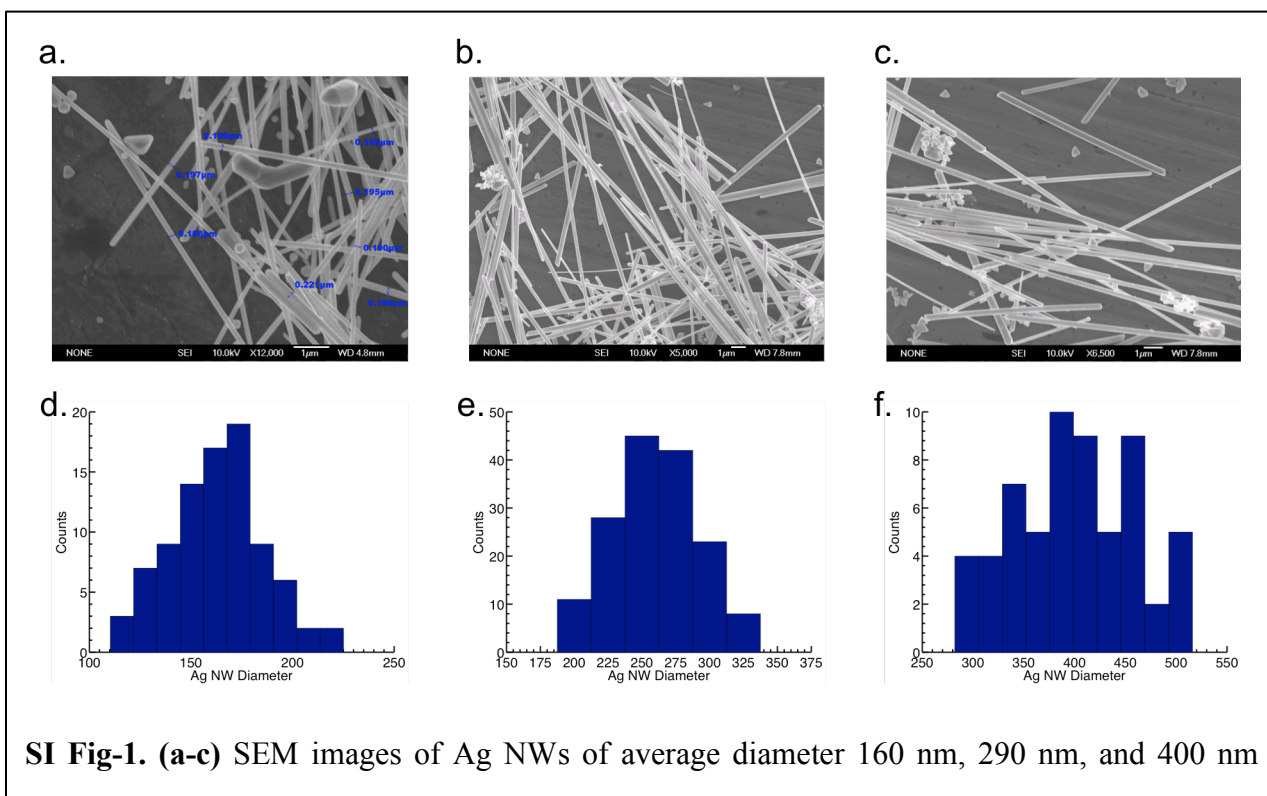 a.
b.
c.
0.197µm
0.195µm
0.221µm
NONE SEI 10.0kV X12,000 1µm WD 4.8mm
NONE SEI 10.0kV X5,000 1µm WD 7.8mm
NONE SEI 10.0kV X6,500 1µm WD 7.8mm
d.
20
15
10
5
0
Counts
100 150 200 250
Ag NW Diameter
e.
50
40
30
20
10
0
Counts
150 175 200 225 250 275 300 325 350 375
Ag NW Diameter
f.
10
8
6
4
2
0
Counts
250 300 350 400 450 500 550
Ag NW Diameter
SI Fig-1. (a-c) SEM images of Ag NWs of average diameter 160 nm, 290 nm, and 400 nm